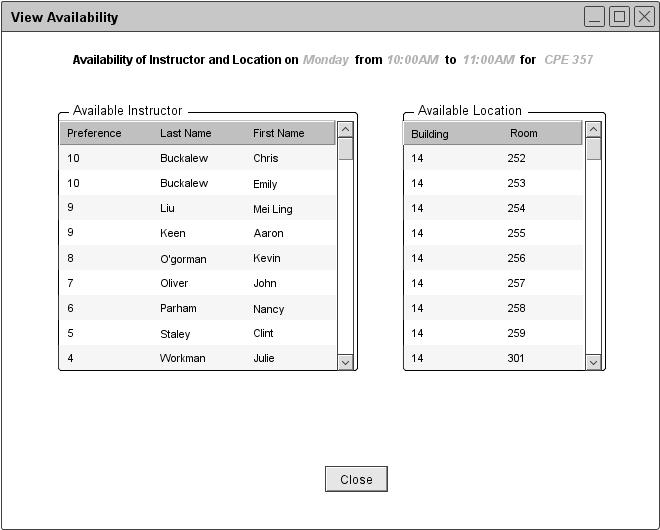 View Availability
Availability of Instructor and Location on Monday from 10:00AM to 11:00AM for CPE 357
Available Instructor
Preference Last Name First Name
10 Buckalew Chris
10 Buckalew Emily
9 Liu Mei Ling
9 Keen Aaron
8 O'gorman Kevin
7 Oliver John
6 Parham Nancy
5 Staley Clint
4 Workman Julie
Available Location
Building Room
14 252
14 253
14 254
14 255
14 256
14 257
14 258
14 259
14 301
Close